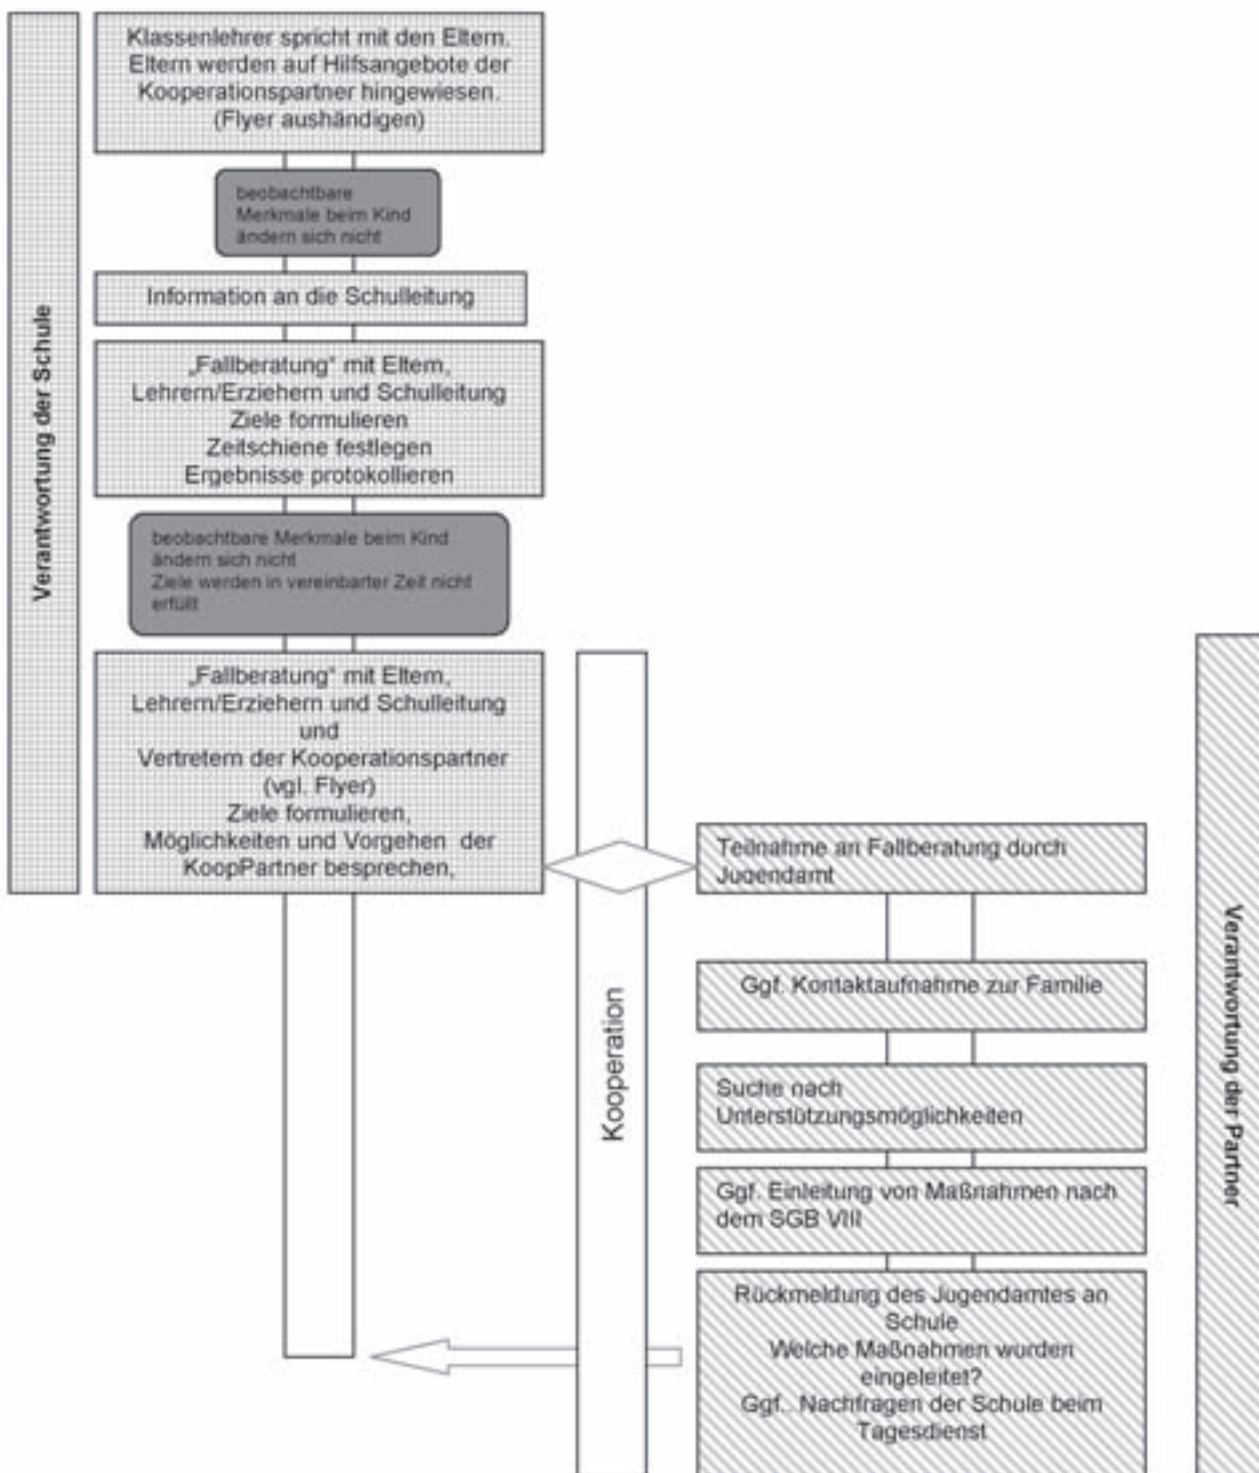 Verantwortung der Schule
Klassenlehrer spricht mit den Eltern.
Eltern werden auf Hilfsangebote der
Kooperationspartner hingewiesen.
(Flyer aushändigen)
beobachtbare
Merkmale beim Kind
ändern sich nicht
Information an die Schulleitung
„Fallberatung“ mit Eltern,
Lehrern/Erziehern und Schulleitung
Ziele formulieren
Zeitschiene festlegen
Ergebnisse protokollieren
beobachtbare Merkmale beim Kind
ändern sich nicht
Ziele werden in vereinbarter Zeit nicht
erfüllt
„Fallberatung“ mit Eltern,
Lehrern/Erziehern und Schulleitung
und
Vertretern der Kooperationspartner
(vgl. Flyer)
Ziele formulieren,
Möglichkeiten und Vorgehen der
KoopPartner besprechen,
Kooperation
Teilnahme an Fallberatung durch
Jugendamt
Ggf. Kontaktaufnahme zur Familie
Suche nach
Unterstützungsmöglichkeiten
Ggf. Einleitung von Maßnahmen nach
dem SGB VIII
Rückmeldung des Jugendamtes an
Schule
Welche Maßnahmen wurden
eingeleitet?
Ggf.. Nachfragen der Schule beim
Tagesdienst
Verantwortung der Partner